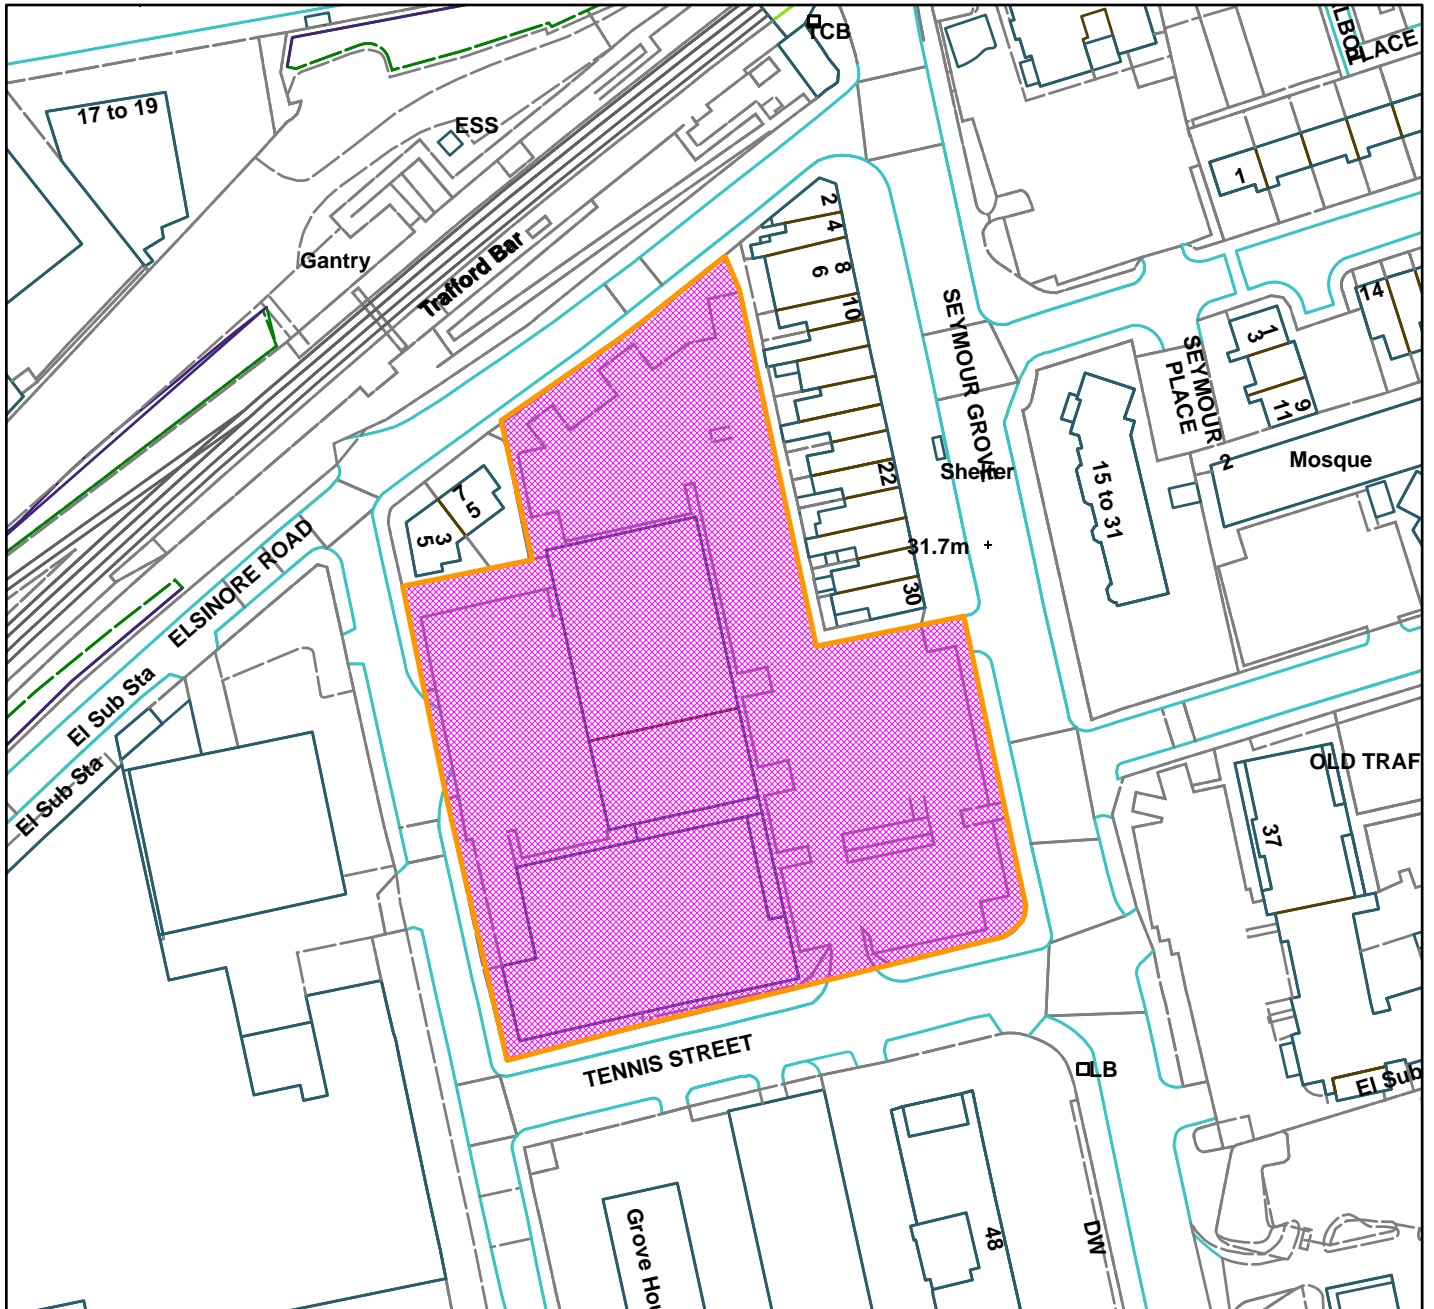 TCB
LACE
17 to 19
ESS
1
2
4
Gantry
Trafford Bar
8
6
10
SEYMOUR GROVE
SEYMOUR
PLACE
1
3
14
9
11
2
Mosque
Shelter
22
15 to 31
7
5
3
5
31.7m
30
ELSINORE ROAD
El Sub Sta
El Sub Sta
OLD TRAF
37
TENNIS STREET
LB
El Sub
Grove Hou
48
DW